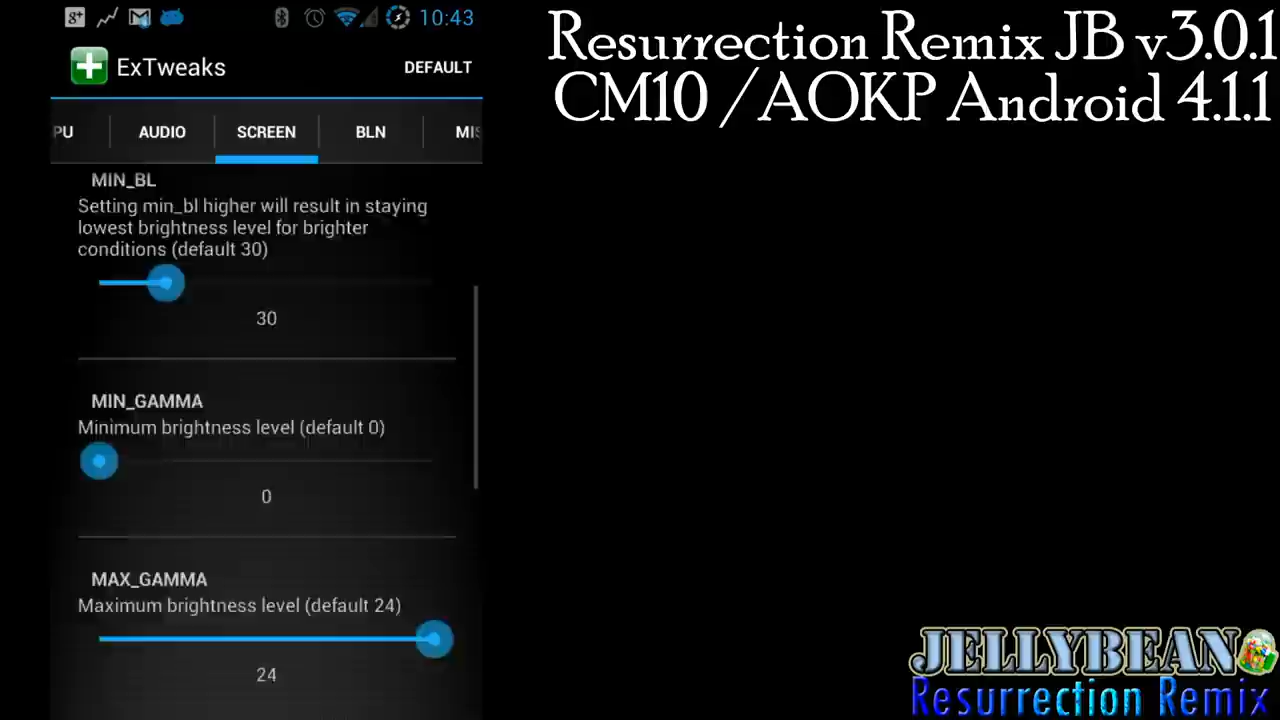 10:43
ExTweaks
DEFAULT
PU AUDIO SCREEN BLN MIS
MIN_BL
Setting min_bl higher will result in staying
lowest brightness level for brighter
conditions (default 30)
30
MIN_GAMMA
Minimum brightness level (default 0)
0
MAX_GAMMA
Maximum brightness level (default 24)
24
Resurrection Remix JB v3.0.1
CM10 /AOKP Android 4.1.1
JELLYBEAN
Resurrection Remix